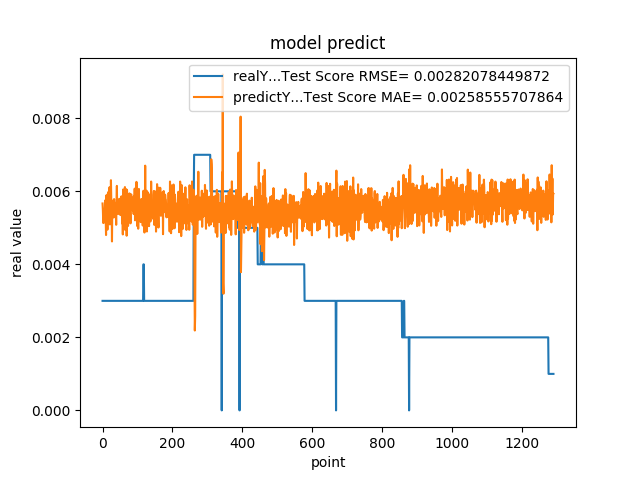 model predict
realY...Test Score RMSE= 0.00282078449872
predictY...Test Score MAE= 0.00258555707864
real value
0.008
0.006
0.004
0.002
0.000
0 200 400 600 800 1000 1200
point